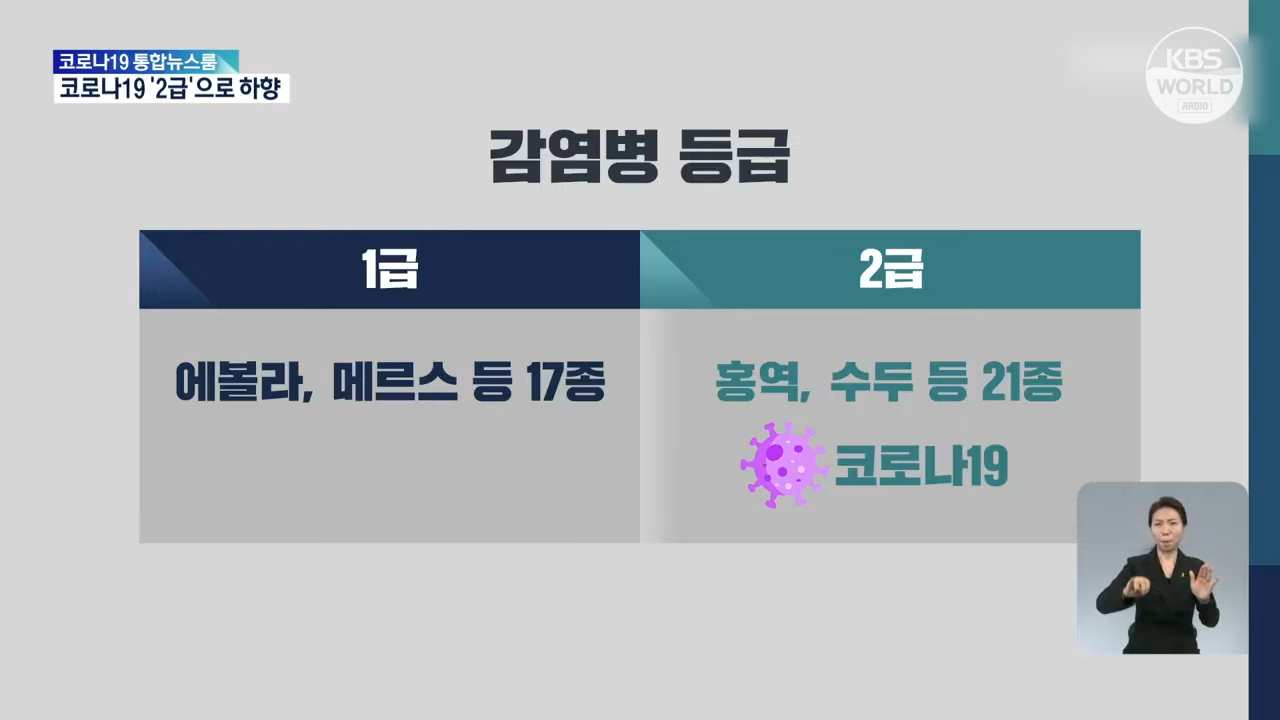 코로나19 통합뉴스룸
코로나19 '2급'으로 하향
KBS
WORLD
RADIO
감염병 등급
1급
2급
에볼라, 메르스 등 17종
홍역, 수두 등 21종
코로나19